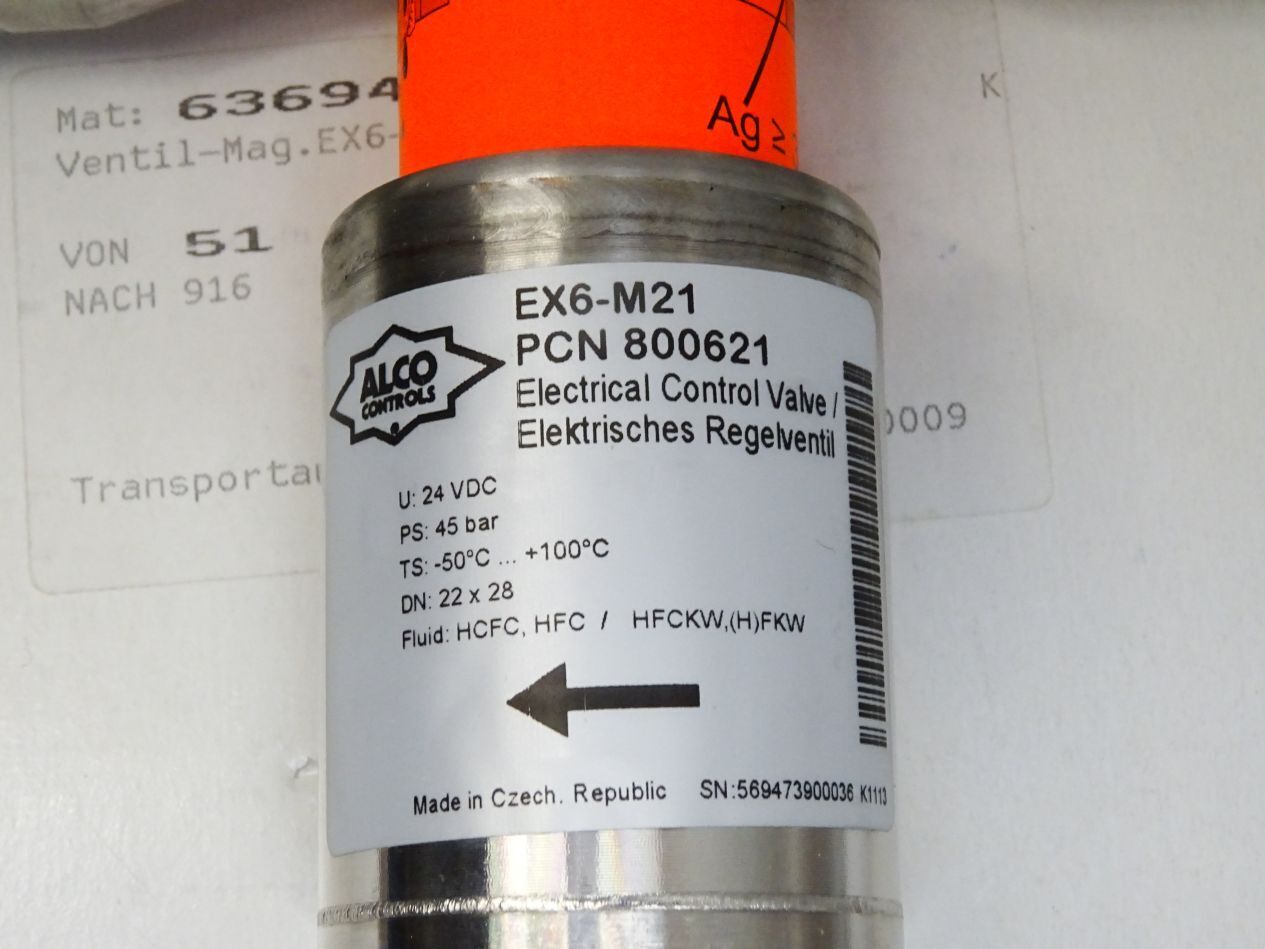 Mat: 63694
Ventil-Mag.EX6-
K
Ag ≥
VON 51
NACH 916
0009
Transporta
EX6-M21
PCN 800621
Electrical Control Valve /
Elektrisches Regelventil
ALCO
CONTROLS
U: 24 VDC
PS: 45 bar
TS: -50°C ... +100°C
DN: 22 x 28
Fluid: HCFC, HFC / HFCKW,(H)FKW
Made in Czech. Republic SN:569473900036 K1113